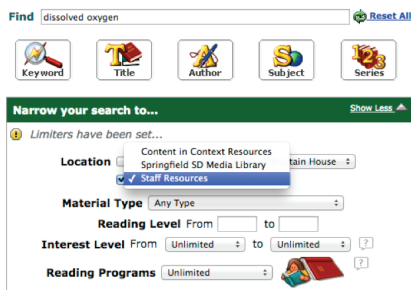 Find dissolved oxygen Reset All
Keyword Title Author Subject Series
Narrow your search to... Show Less
Limiters have been set...
Content in Context Resources
Springfield SD Media Library
Location tain House
✓ Staff Resources
Material Type Any Type
Reading Level From to
Interest Level From Unlimited to Unlimited ?
Reading Programs Unlimited ?